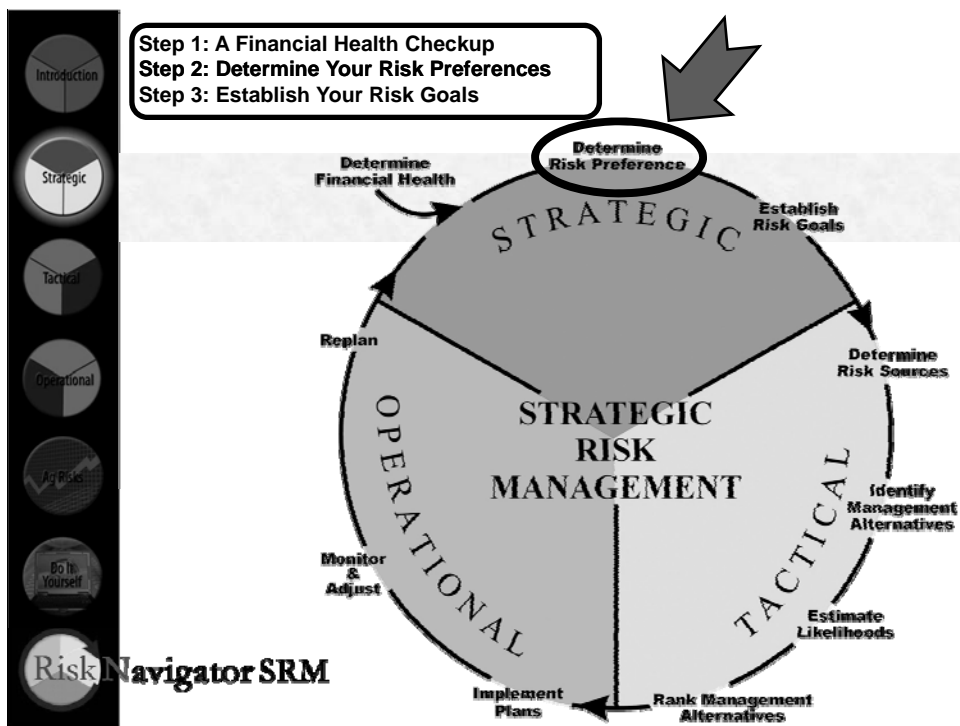 Step 1: A Financial Health Checkup
Step 2: Determine Your Risk Preferences
Step 3: Establish Your Risk Goals
Introduction
Strategic
Tactical
Operational
Ag Risks
Do It
Yourself
Risk Navigator SRM
Determine
Financial Health
Determine
Risk Preference
Establish
Risk Goals
Determine
Risk Sources
Identify
Management
Alternatives
Estimate
Likelihoods
Rank Management
Alternatives
Implement
Plans
Monitor
&
Adjust
Replan
STRATEGIC
TACTICAL
OPERATIONAL
STRATEGIC
RISK
MANAGEMENT